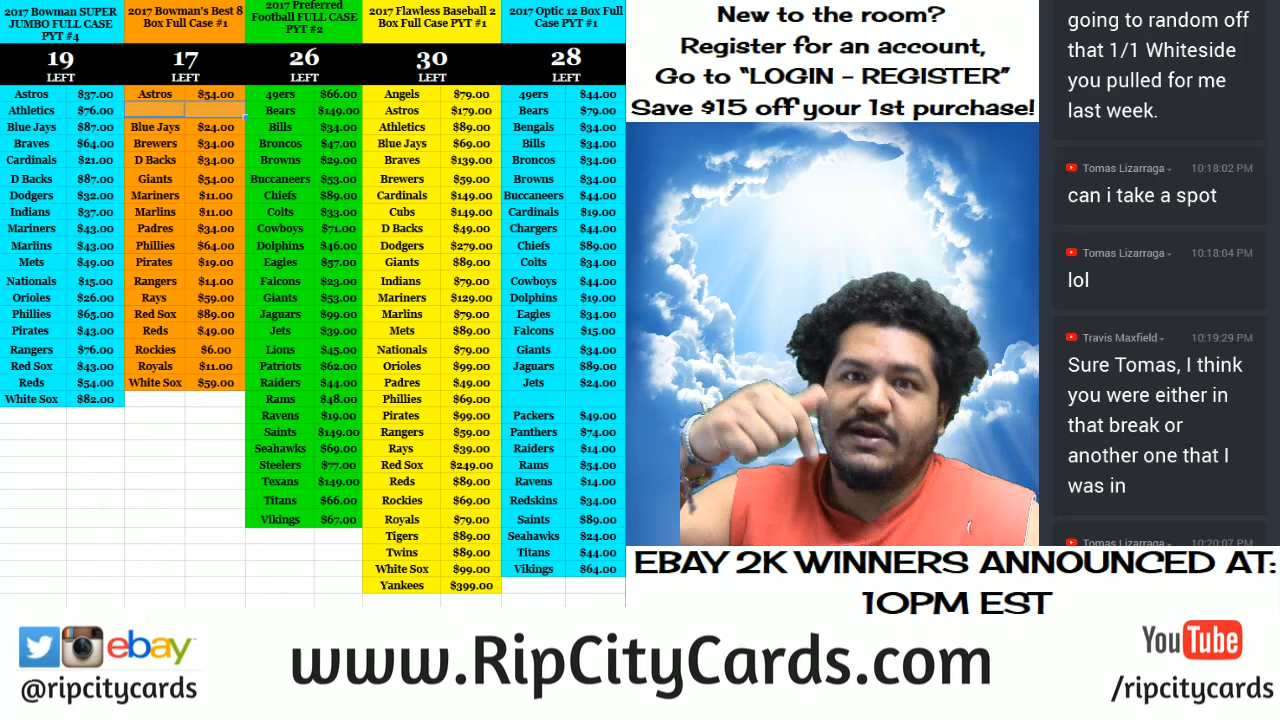 2017 Bowman SUPER
JUMBO FULL CASE
PYT #4
19
LEFT
Astros $37.00
Athletics $76.00
Blue Jays $87.00
Braves $64.00
Cardinals $21.00
D Backs $87.00
Dodgers $32.00
Indians $37.00
Mariners $43.00
Marlins $43.00
Mets $49.00
Nationals $15.00
Orioles $26.00
Phillies $65.00
Pirates $43.00
Rangers $76.00
Red Sox $43.00
Reds $54.00
White Sox $82.00
2017 Bowman's Best 8
Box Full Case #1
17
LEFT
Astros $54.00
Blue Jays $24.00
Brewers $34.00
D Backs $34.00
Giants $54.00
Mariners $11.00
Marlins $11.00
Padres $34.00
Phillies $64.00
Pirates $19.00
Rangers $14.00
Rays $59.00
Red Sox $89.00
Reds $49.00
Rockies $6.00
Royals $11.00
White Sox $59.00
2017 Preferred
Football FULL CASE
PYT #2
26
LEFT
49ers $66.00
Bears $149.00
Bills $34.00
Broncos $47.00
Browns $29.00
Buccaneers $53.00
Chiefs $89.00
Colts $33.00
Cowboys $71.00
Dolphins $46.00
Eagles $57.00
Falcons $23.00
Giants $53.00
Jaguars $99.00
Jets $39.00
Lions $45.00
Patriots $62.00
Raiders $44.00
Rams $48.00
Ravens $19.00
Saints $149.00
Seahawks $69.00
Steelers $77.00
Texans $149.00
Titans $66.00
Vikings $67.00
2017 Flawless Baseball 2
Box Full Case PYT #1
30
LEFT
Angels $79.00
Astros $179.00
Athletics $89.00
Blue Jays $69.00
Braves $139.00
Brewers $59.00
Cardinals $149.00
Cubs $149.00
D Backs $49.00
Dodgers $279.00
Giants $89.00
Indians $79.00
Mariners $129.00
Marlins $79.00
Mets $89.00
Nationals $79.00
Orioles $99.00
Padres $49.00
Phillies $69.00
Pirates $99.00
Rangers $59.00
Rays $39.00
Red Sox $249.00
Reds $89.00
Rockies $69.00
Royals $79.00
Tigers $89.00
Twins $89.00
White Sox $99.00
Yankees $399.00
2017 Optic 12 Box Full
Case PYT #1
28
LEFT
49ers $44.00
Bears $79.00
Bengals $34.00
Bills $34.00
Broncos $34.00
Browns $34.00
Buccaneers $44.00
Cardinals $19.00
Chargers $44.00
Chiefs $89.00
Colts $34.00
Cowboys $44.00
Dolphins $19.00
Eagles $34.00
Falcons $15.00
Giants $34.00
Jaguars $89.00
Jets $24.00
Packers $49.00
Panthers $74.00
Raiders $14.00
Rams $54.00
Ravens $14.00
Redskins $34.00
Saints $89.00
Seahawks $24.00
Titans $44.00
Vikings $64.00
New to the room?
Register for an account,
Go to “LOGIN - REGISTER”
Save $15 off your 1st purchase!
going to random off
that 1/1 Whiteside
you pulled for me
last week.
Tomas Lizarraga 10:18:02 PM
can i take a spot
Tomas Lizarraga 10:18:04 PM
lol
Travis Maxfield 10:19:29 PM
Sure Tomas, I think
you were either in
that break or
another one that I
was in
Tomas Lizarraga 10:20:07 PM
EBAY 2K WINNERS ANNOUNCED AT:
10PM EST
ebay
@ripcitycards
www.RipCityCards.com
YouTube
/ripcitycards